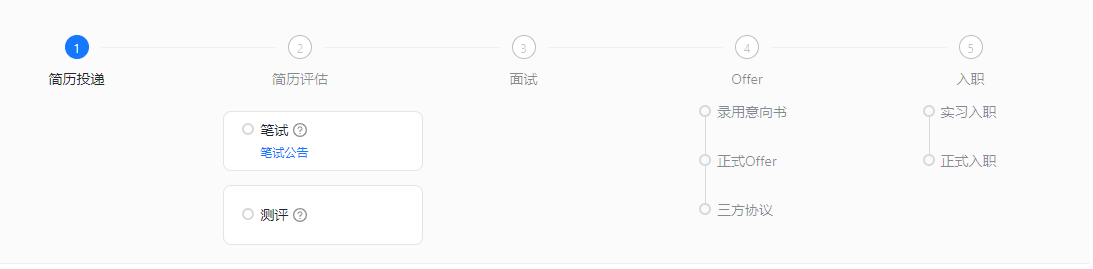 1
2
3
4
5
简历投递
简历评估
面试
Offer
入职
笔试
笔试公告
测评
录用意向书
正式Offer
三方协议
实习入职
正式入职